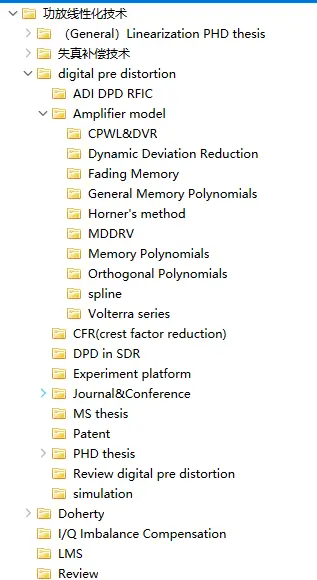 功放线性化技术
（General）Linearization PHD thesis
失真补偿技术
digital pre distortion
ADI DPD RFIC
Amplifier model
CPWL&DVR
Dynamic Deviation Reduction
Fading Memory
General Memory Polynomials
Horner's method
MDDRV
Memory Polynomials
Orthogonal Polynomials
spline
Volterra series
CFR(crest factor reduction)
DPD in SDR
Experiment platform
Journal&Conference
MS thesis
Patent
PHD thesis
Review digital pre distortion
simulation
Doherty
I/Q Imbalance Compensation
LMS
Review